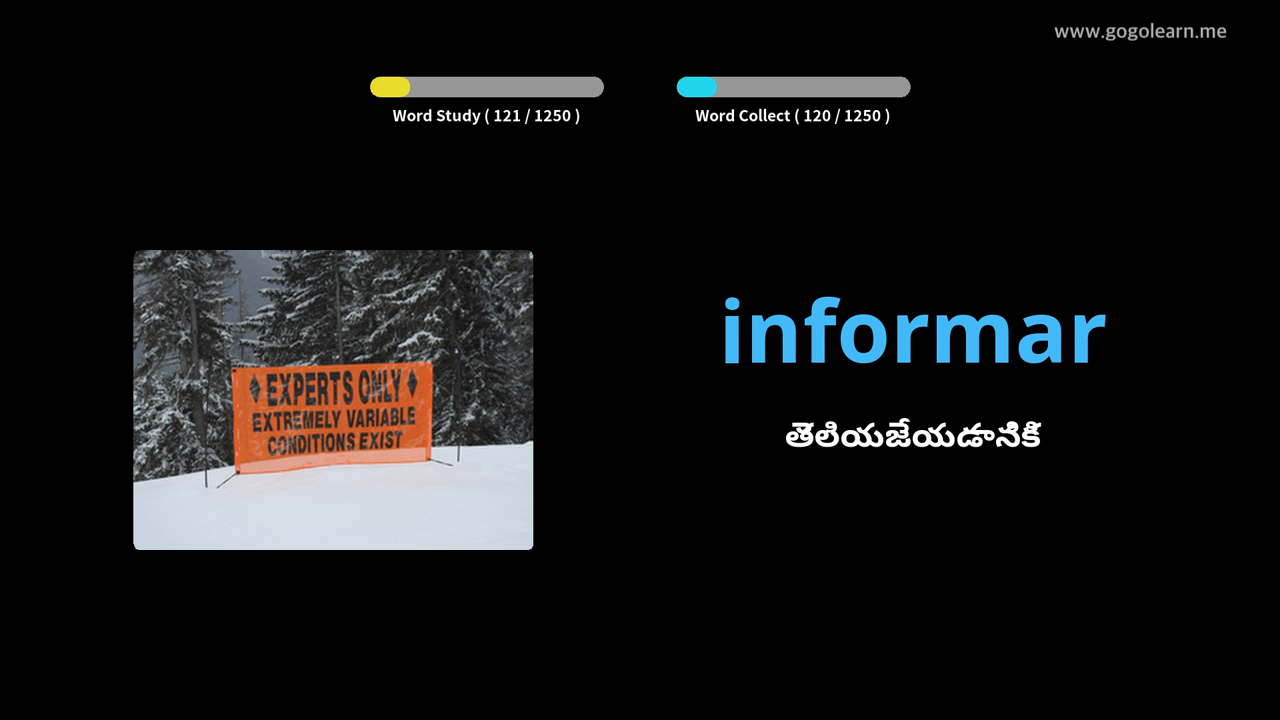 www.gogolearn.me
Word Study ( 121 / 1250 )
Word Collect ( 120 / 1250 )
EXPERTS ONLY
EXTREMELY VARIABLE
CONDITIONS EXIST
informar
తెలియజేయడానికి